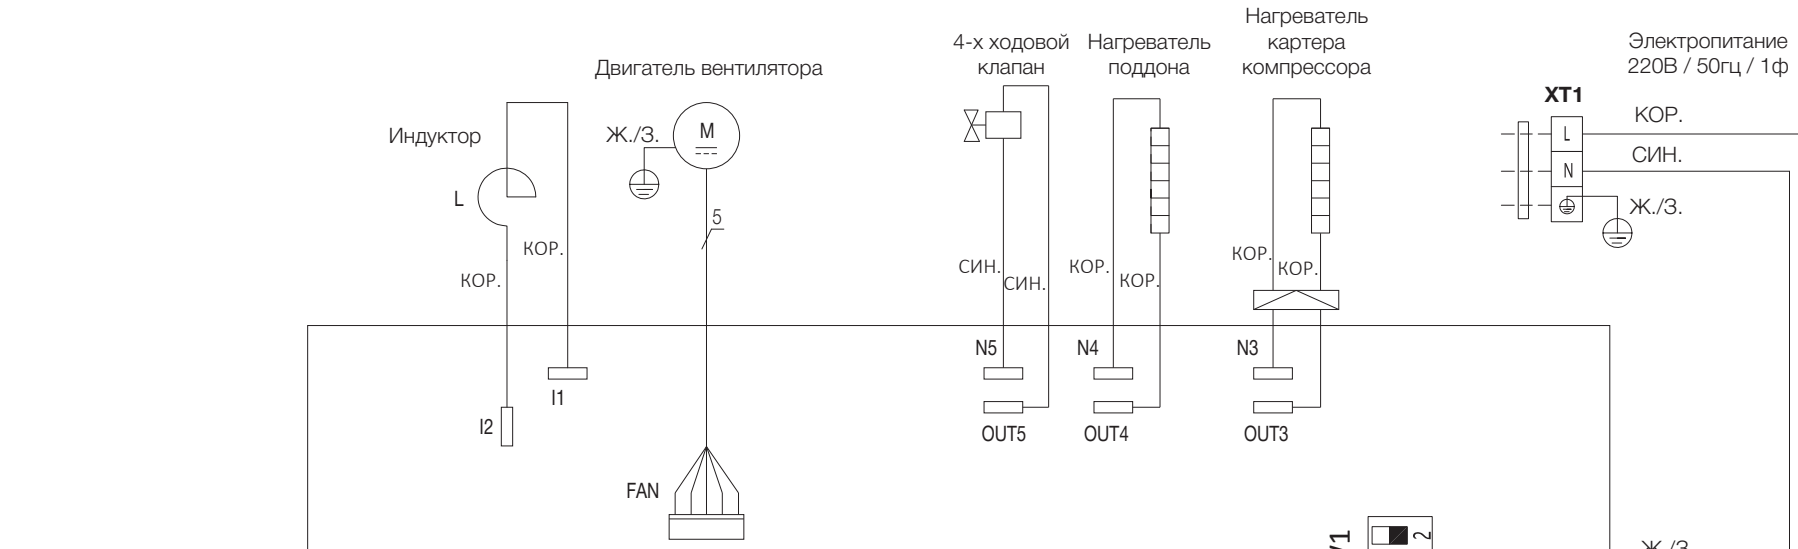 Нагреватель
картера
компрессора
4-х ходовой
клапан
Нагреватель
поддона
Электропитание
220В / 50гц / 1ф
Двигатель вентилятора
XT1
КОР.
Индуктор
Ж./З.
M
L
СИН.
N
L
Ж./З.
5
КОР.
КОР.
СИН.
СИН.
КОР.
КОР.
КОР.
КОР.
N5
N4
N3
I1
I2
OUT5
OUT4
OUT3
FAN
2
Ж./З.